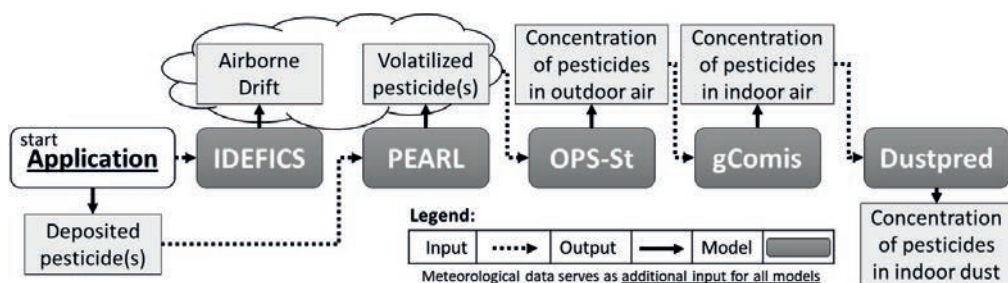 Airborne
Drift
Volatilized
pesticide(s)
Concentration
of pesticides
in outdoor air
Concentration
of pesticides
in indoor air
start
Application
IDEFICS
PEARL
OPS-St
gComis
Dustpred
Deposited
pesticide(s)
Legend:
Input
Output
Model
Meteorological data serves as additional input for all models
Concentration
of pesticides
in indoor dust